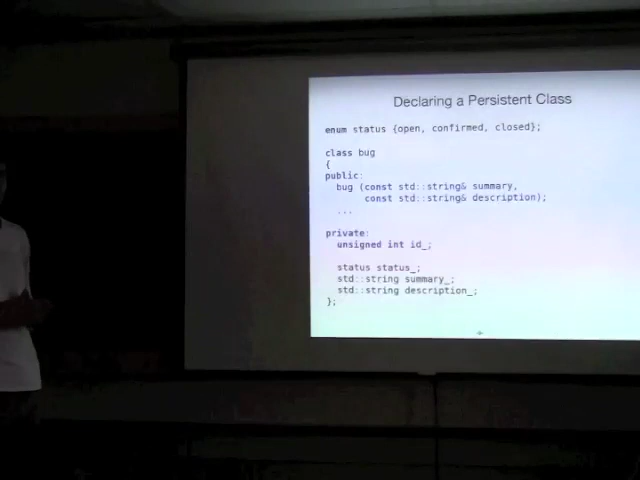 Declaring a Persistent Class
enum status {open, confirmed, closed};
class bug
{
public:
bug (const std::string& summary,
const std::string& description);
...
private:
unsigned int id_;
status status_;
std::string summary_;
std::string description_;
};